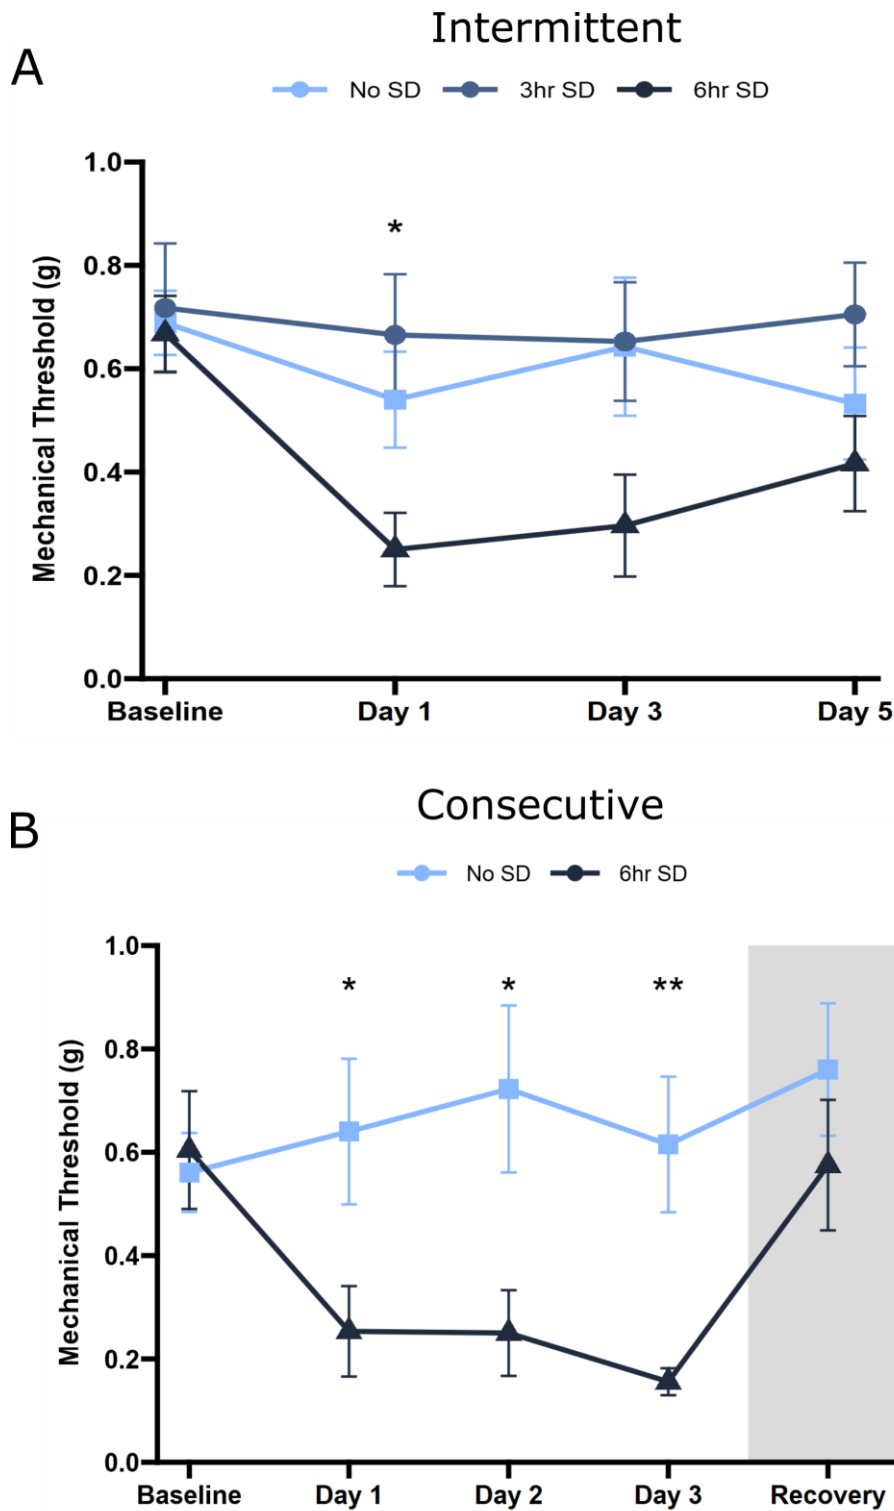 Intermittent
A
No SD 3hr SD 6hr SD
1.0
*
0.8
0.6
0.4
0.2
0.0
Mechanical Threshold (g)
Baseline Day 1 Day 3 Day 5
Consecutive
B
No SD 6hr SD
1.0
* * **
0.8
0.6
0.4
0.2
0.0
Mechanical Threshold (g)
Baseline Day 1 Day 2 Day 3 Recovery